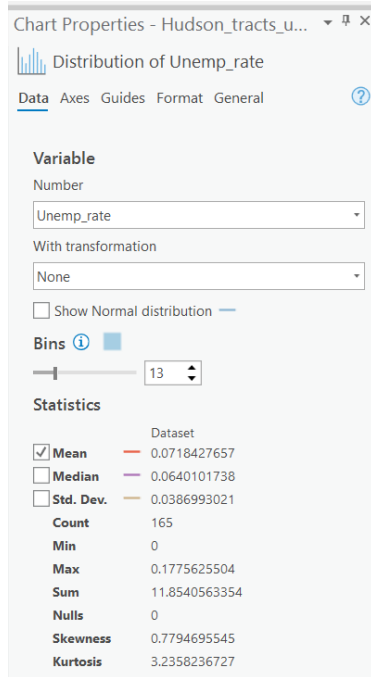 Chart Properties - Hudson_tracts_u...
Distribution of Unemp_rate
Data Axes Guides Format General
Variable
Number
Unemp_rate
With transformation
None
Show Normal distribution
Bins
13
Statistics
Dataset
Mean 0.0718427657
Median 0.0640101738
Std. Dev. 0.0386993021
Count 165
Min 0
Max 0.1775625504
Sum 11.8540563354
Nulls 0
Skewness 0.7794695545
Kurtosis 3.2358236727